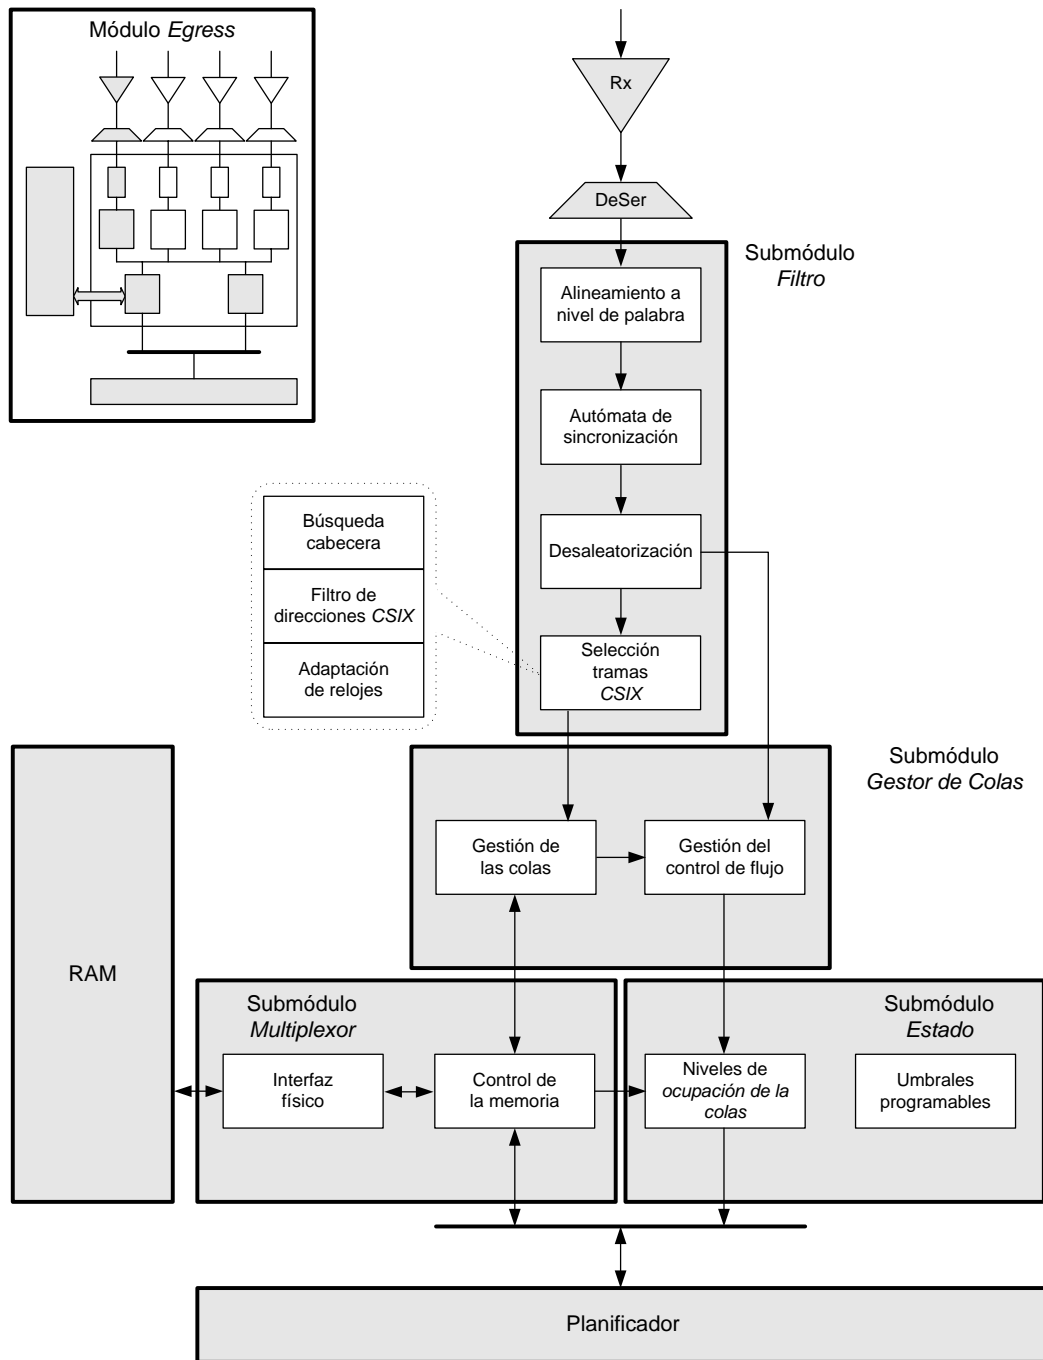 Módulo Egress
Rx
DeSer
Submódulo
Filtro
Alineamiento a
nivel de palabra
Autómata de
sincronización
Búsqueda
cabecera
Filtro de
direcciones CSIX
Adaptación
de relojes
Desaleatorización
Selección
tramas
CSIX
Submódulo
Gestor de Colas
Gestión de
las colas
Gestión del
control de flujo
RAM
Submódulo
Multiplexor
Interfaz
físico
Control de
la memoria
Submódulo
Estado
Niveles de
ocupación de la
colas
Umbrales
programables
Planificador